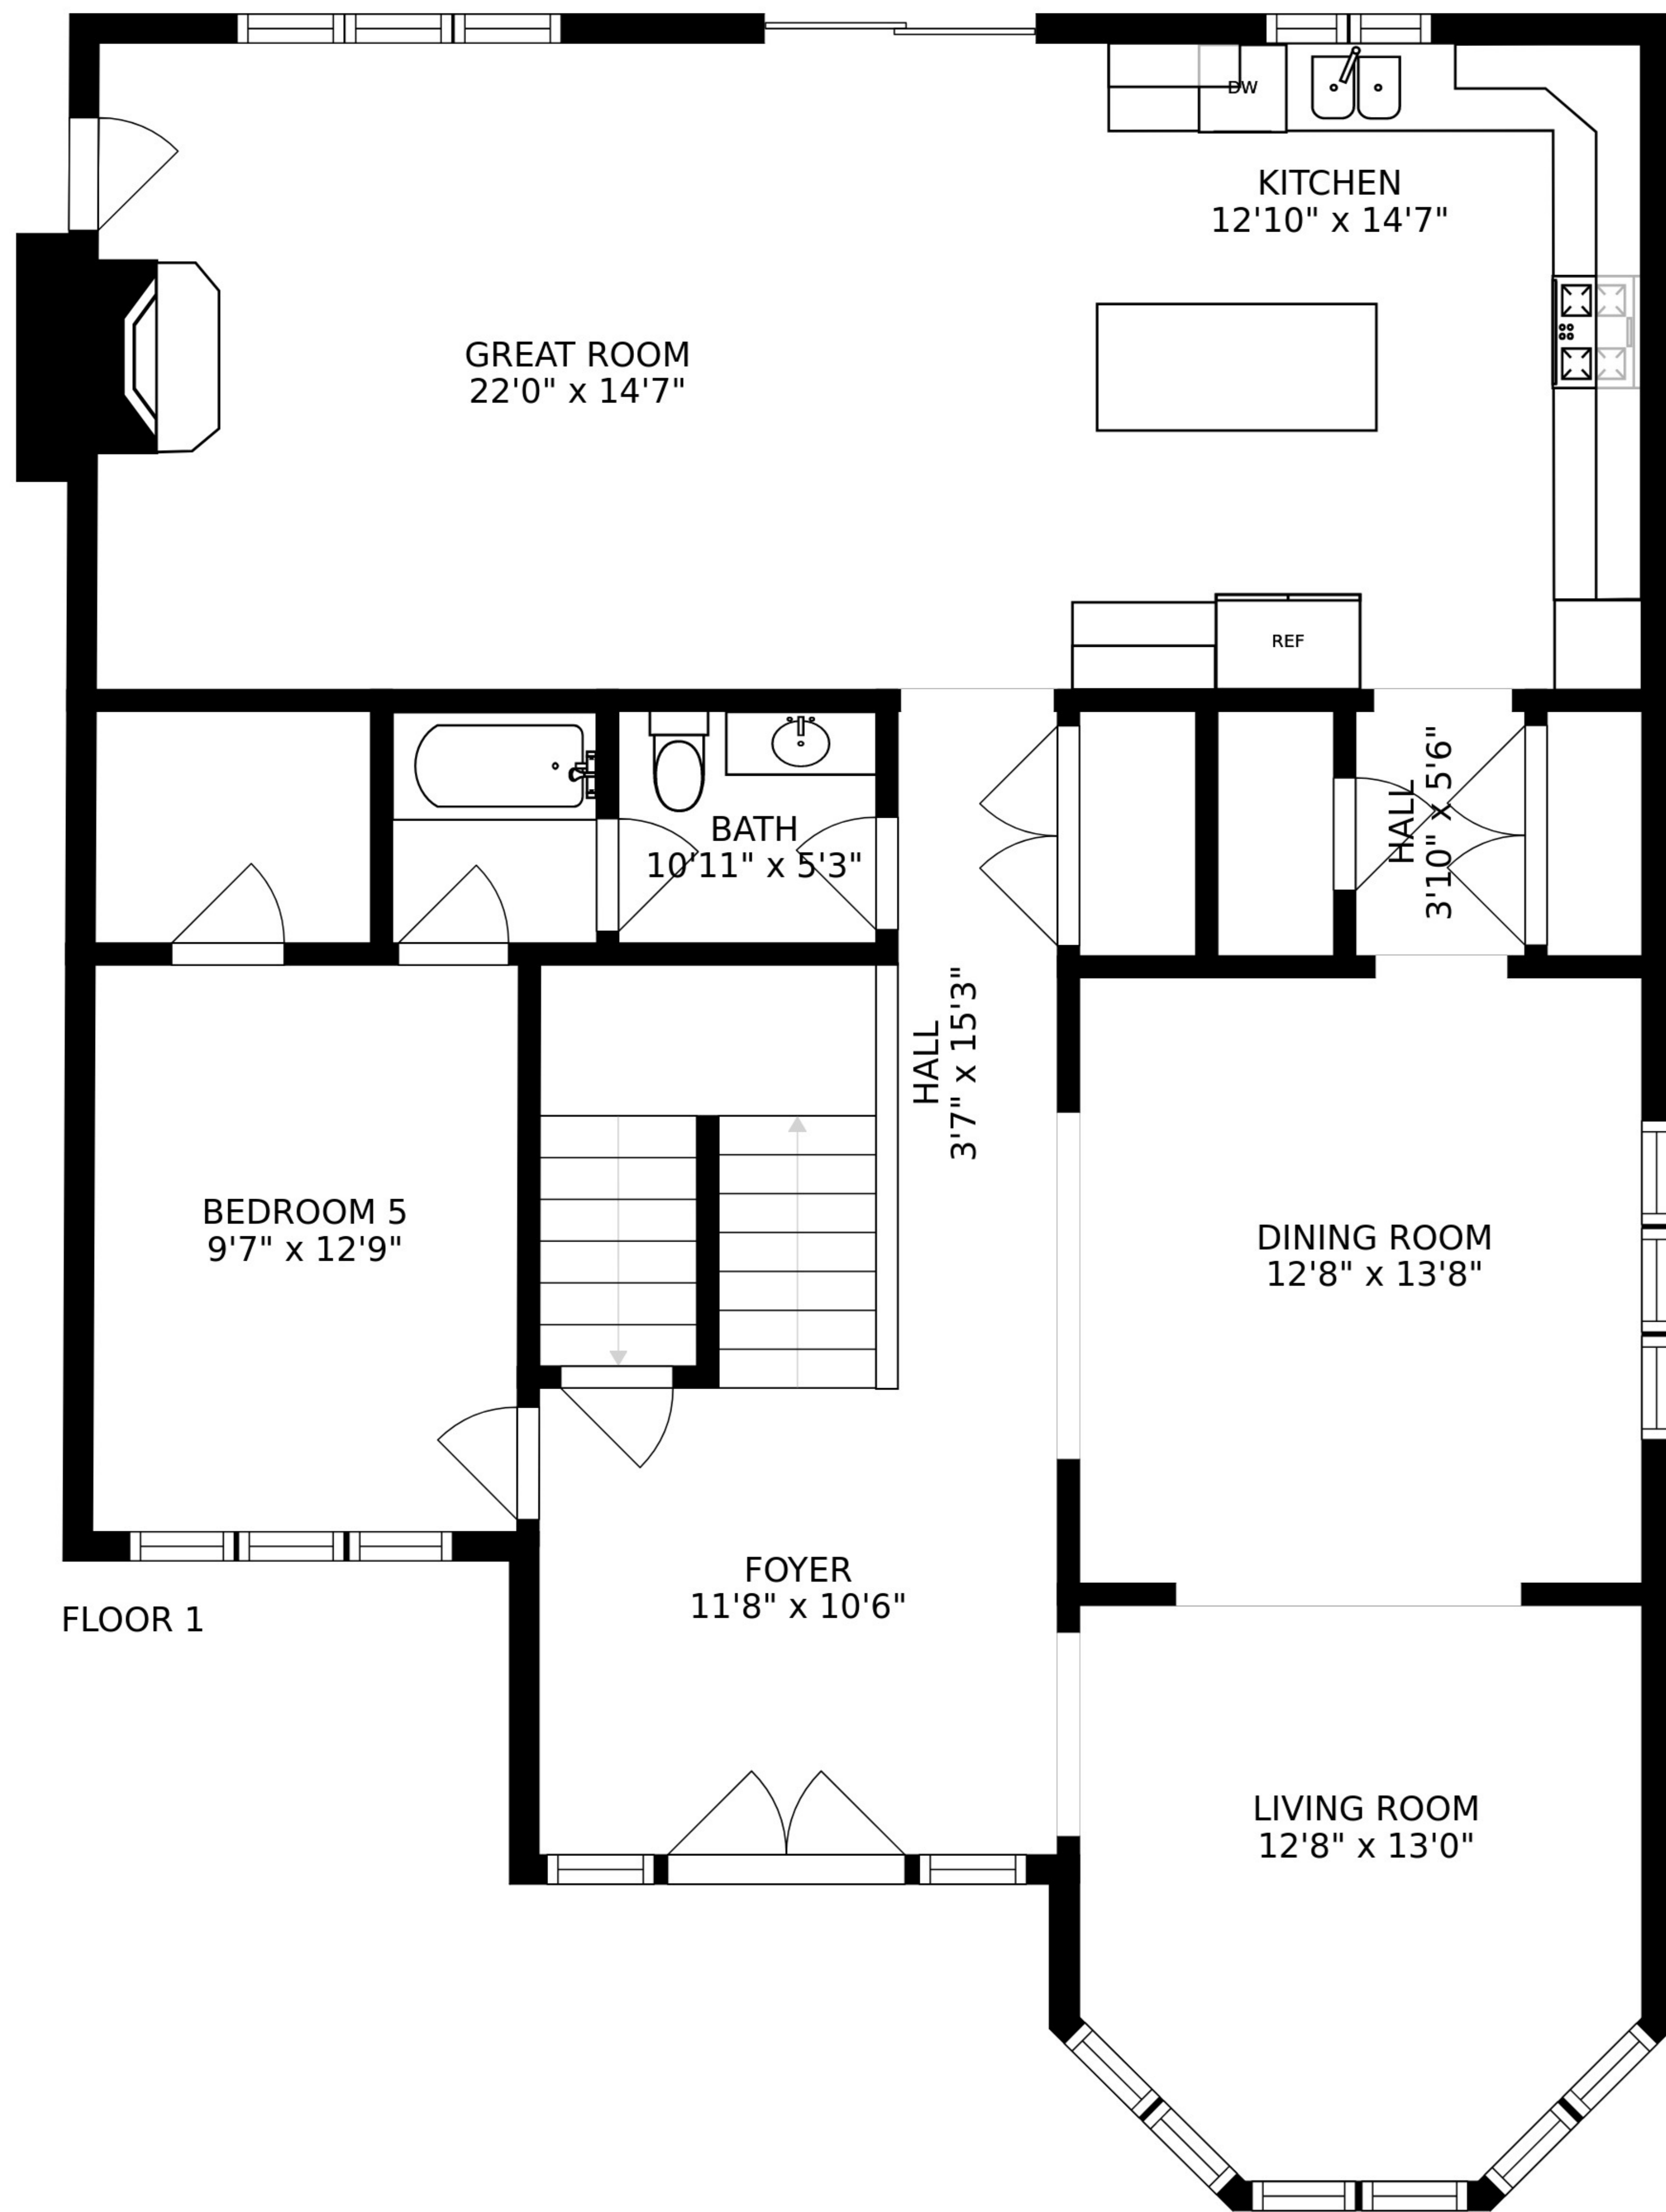 DW
KITCHEN
12'10" x 14'7"
GREAT ROOM
22'0" x 14'7"
REF
BATH
10'11" x 5'3"
HALL
3'10" x 5'6"
HALL
3'7" x 15'3"
BEDROOM 5
9'7" x 12'9"
DINING ROOM
12'8" x 13'8"
FOYER
11'8" x 10'6"
FLOOR 1
LIVING ROOM
12'8" x 13'0"